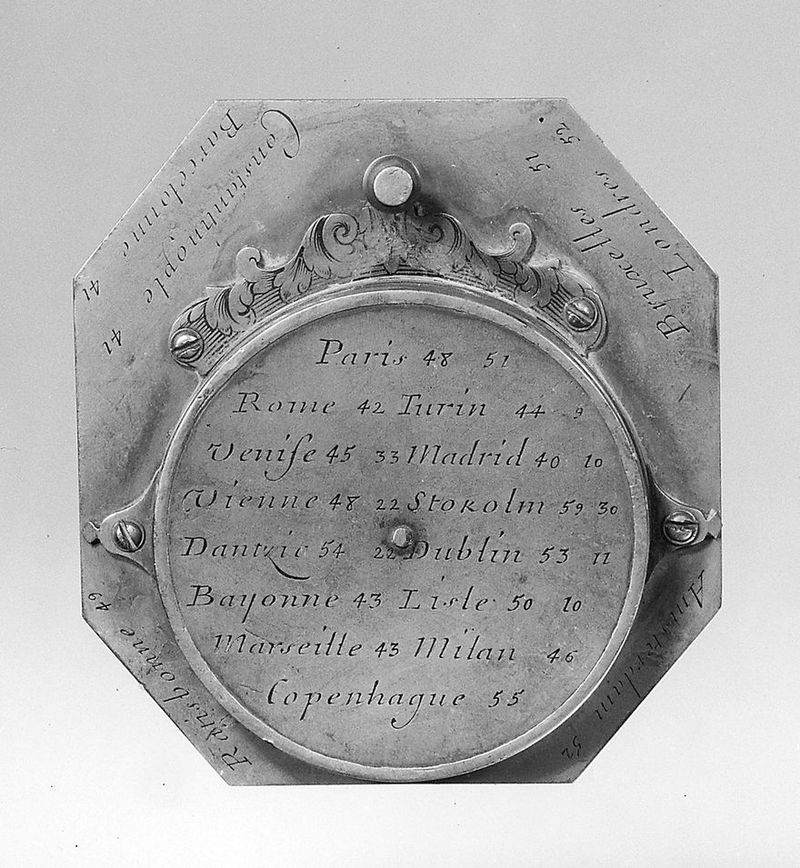 Paris 48 51
Rome 42 Turin 44 9
Veniſe 45 33 Madrid 40 10
Vienne 48 22 Stokolm 59 30
Dantzic 54 22 Dublin 53 11
Bayonne 43 Lisle 50 10
Marseille 43 Milan 46
Copenhague 55
Constantinople 41
Barcelonne 41
Londres 52
Bruxelles 51
Amsterdam 52
Ratisbonne 49